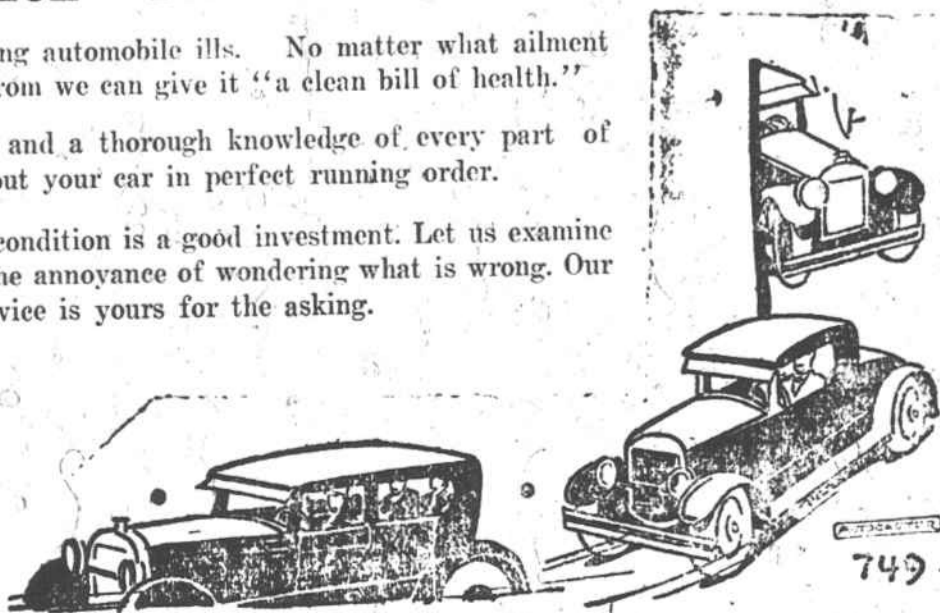 ng automobile ills. No matter what ailment
rom we can give it “a clean bill of health.”
and a thorough knowledge of every part of
out your car in perfect running order.
condition is a good investment. Let us examine
he annoyance of wondering what is wrong. Our
vice is yours for the asking.
AUTOCASTER
749